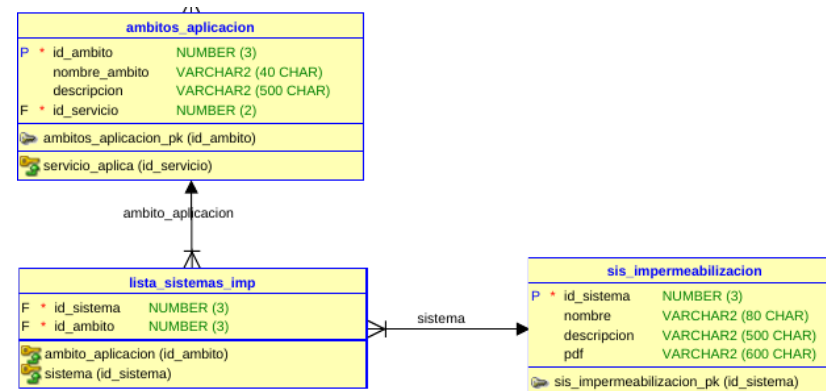 ambitos_aplicacion
P * id_ambito NUMBER (3)
nombre_ambito VARCHAR2 (40 CHAR)
descripcion VARCHAR2 (500 CHAR)
F * id_servicio NUMBER (2)
ambitos_aplicacion_pk (id_ambito)
servicio_aplica (id_servicio)
ambito_aplicacion
lista_sistemas_imp
F * id_sistema NUMBER (3)
F * id_ambito NUMBER (3)
ambito_aplicacion (id_ambito)
sistema (id_sistema)
sistema
sis_impermeabilizacion
P * id_sistema NUMBER (3)
nombre VARCHAR2 (80 CHAR)
descripcion VARCHAR2 (500 CHAR)
pdf VARCHAR2 (600 CHAR)
sis_impermeabilizacion_pk (id_sistema)